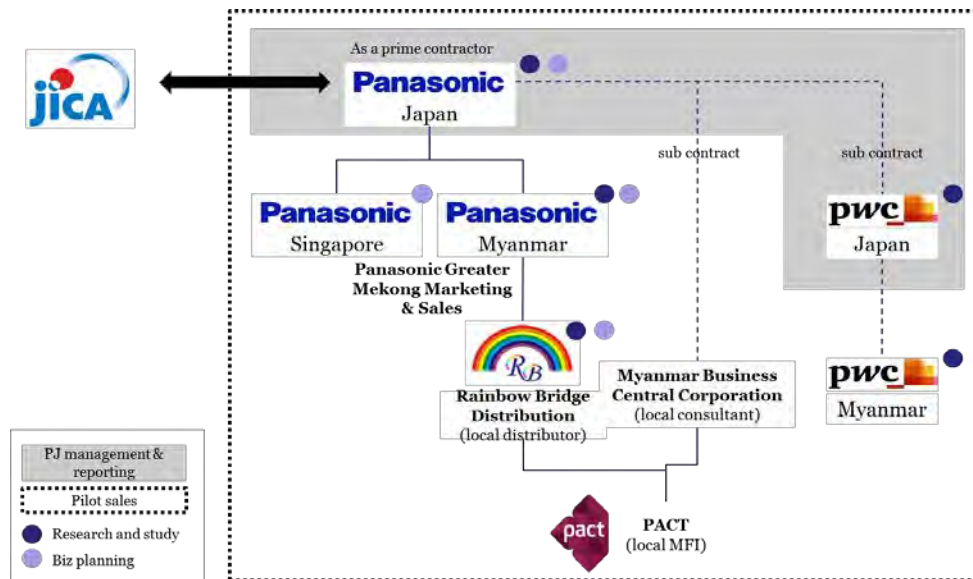 As a prime contractor
jica
Panasonic
Japan
sub contract
sub contract
Panasonic
Singapore
Panasonic
Myanmar
pwc
Japan
Panasonic Greater
Mekong Marketing
& Sales
RB
Rainbow Bridge
Distribution
(local distributor)
Myanmar Business
Central Corporation
(local consultant)
pwc
Myanmar
PJ management &
reporting
Pilot sales
Research and study
Biz planning
pact
PACT
(local MFI)